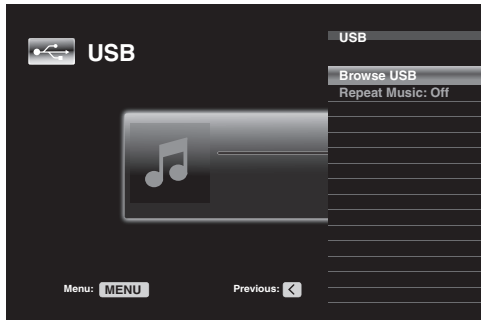 USB
USB
Browse USB
Repeat Music: Off
Menu: MENU
Previous: <